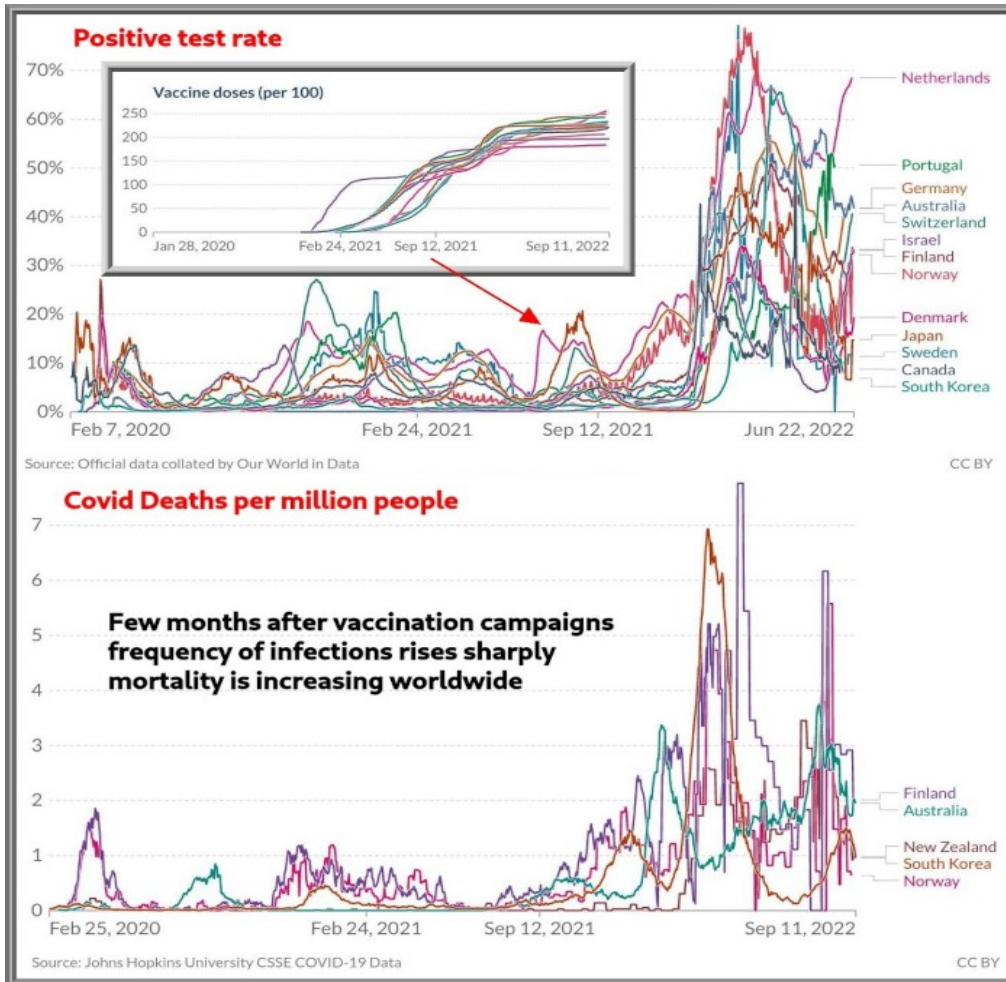 Positive test rate
70%
60%
50%
40%
30%
20%
10%
0%
Vaccine doses (per 100)
250
200
150
100
50
0
Jan 28, 2020 Feb 24, 2021 Sep 12, 2021 Sep 11, 2022
Netherlands
Portugal
Germany
Australia
Switzerland
Israel
Finland
Norway
Denmark
Japan
Sweden
Canada
South Korea
Feb 7, 2020 Feb 24, 2021 Sep 12, 2021 Jun 22, 2022
Source: Official data collated by Our World in Data CC BY
Covid Deaths per million people
7
6
5
4
3
2
1
0
Few months after vaccination campaigns
frequency of infections rises sharply
mortality is increasing worldwide
Finland
Australia
New Zealand
South Korea
Norway
Feb 25, 2020 Feb 24, 2021 Sep 12, 2021 Sep 11, 2022
Source: Johns Hopkins University CSSE COVID-19 Data CC BY